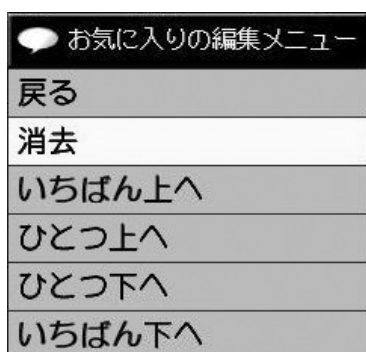 お気に入りの編集メニュー
戻る
消去
いちばん上へ
ひとつ上へ
ひとつ下へ
いちばん下へ